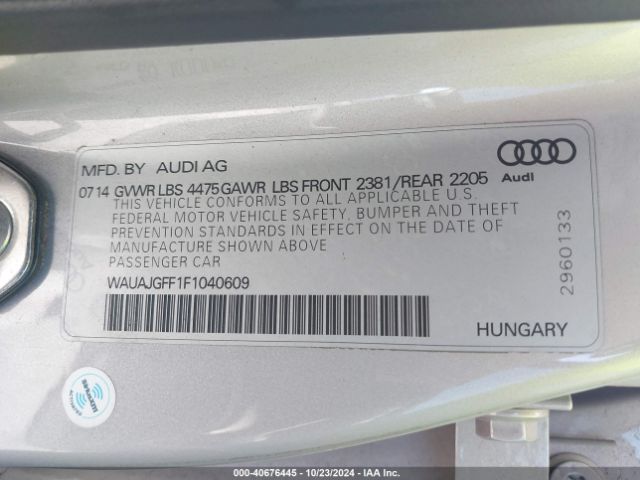 MFD. BY AUDI AG
07 14 GVWR LBS 4475 GAWR LBS FRONT 2381/REAR 2205
THIS VEHICLE CONFORMS TO ALL APPLICABLE U.S.
FEDERAL MOTOR VEHICLE SAFETY, BUMPER AND THEFT
PREVENTION STANDARDS IN EFFECT ON THE DATE OF
MANUFACTURE SHOWN ABOVE
PASSENGER CAR
WAUAJGFF1F1040609
HUNGARY
Audi
2960133
SiriusXM
ACTIVATED
000-40676445 - 10/23/2024 - IAA Inc.